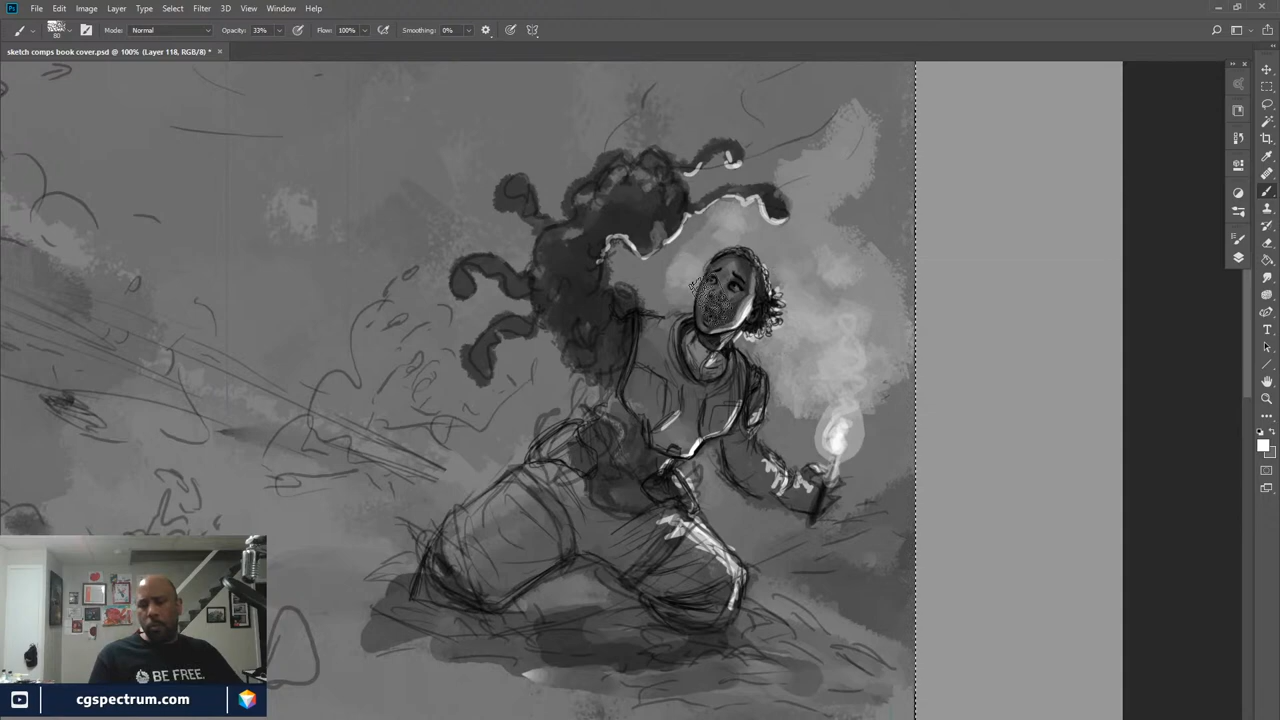 File Edit Image Layer Type Select Filter 3D View Window Help
80 Mode: Normal Opacity: 33% Flow: 100% Smoothing: 0%
sketch comps book cover.psd @ 100% (Layer 118, RGB/8) * ×
BE FREE.
cgspectrum.com